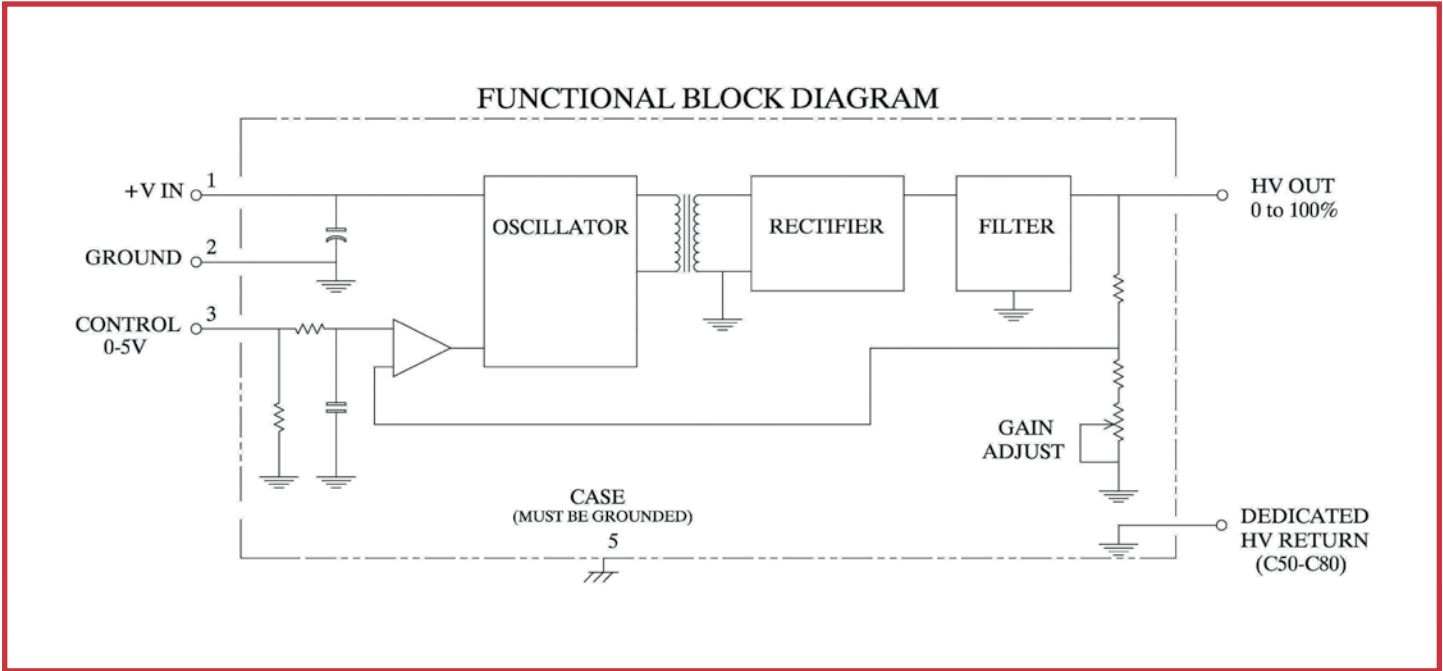 FUNCTIONAL BLOCK DIAGRAM
+V IN
1
GROUND
2
CONTROL
0-5V
3
OSCILLATOR
RECTIFIER
FILTER
HV OUT
0 to 100%
GAIN
ADJUST
CASE
(MUST BE GROUNDED)
5
DEDICATED
HV RETURN
(C50-C80)